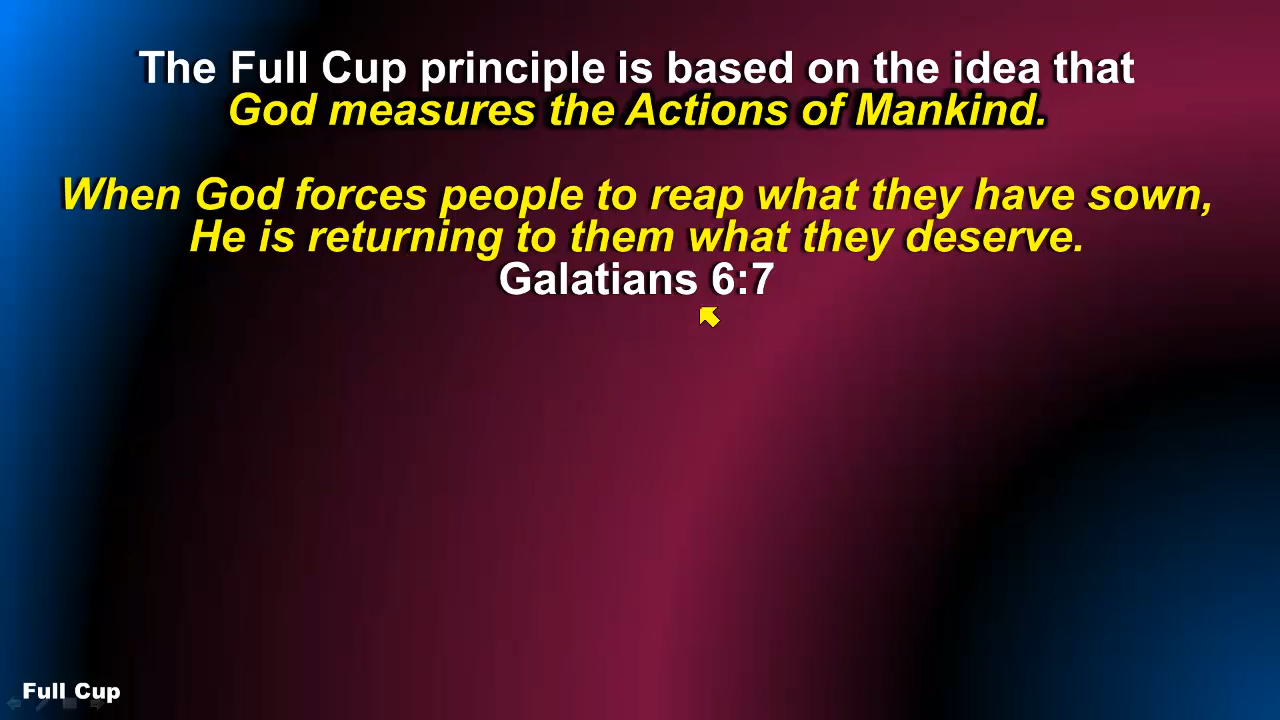 The Full Cup principle is based on the idea that
God measures the Actions of Mankind.
When God forces people to reap what they have sown,
He is returning to them what they deserve.
Galatians 6:7
Full Cup